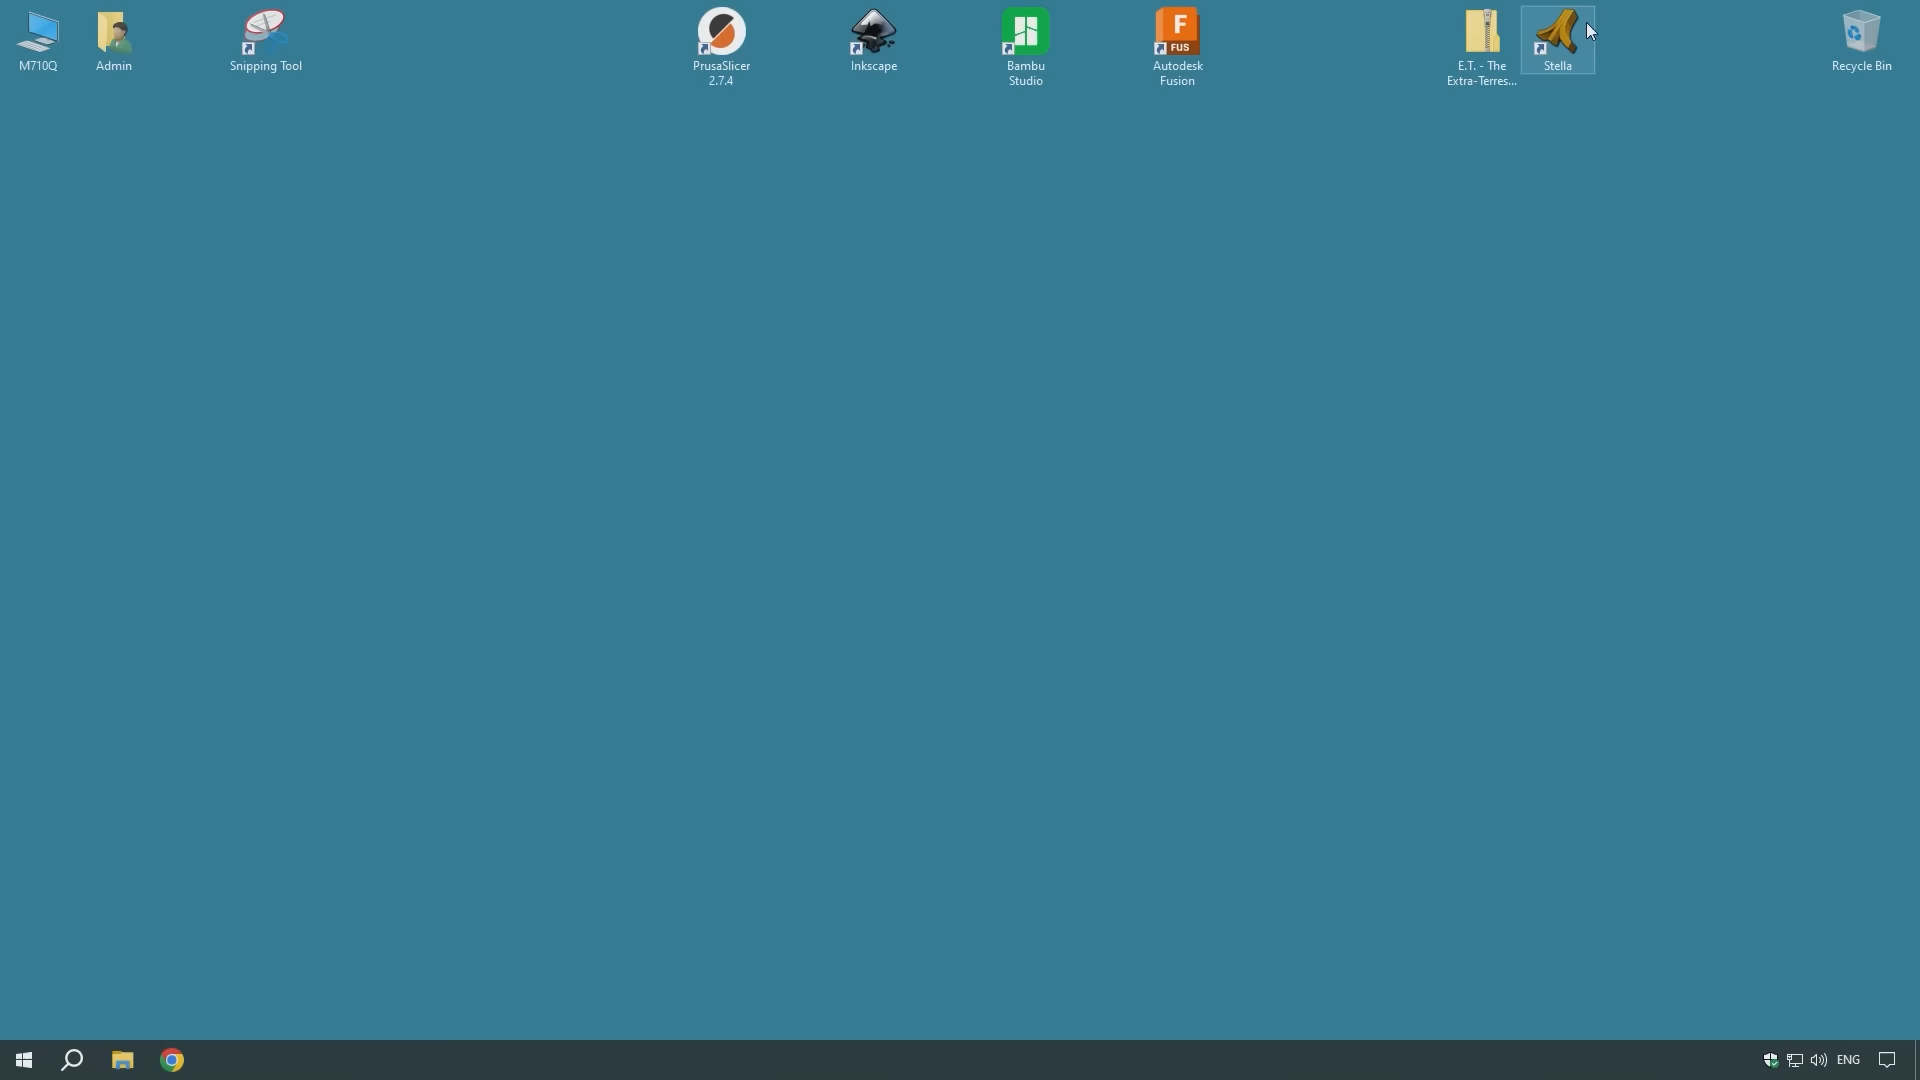 M710Q
Admin
Snipping Tool
PrusaSlicer
2.7.4
Inkscape
Bambu
Studio
F
FUS
Autodesk
Fusion
E.T. - The
Extra-Terres...
Stella
Recycle Bin
ENG